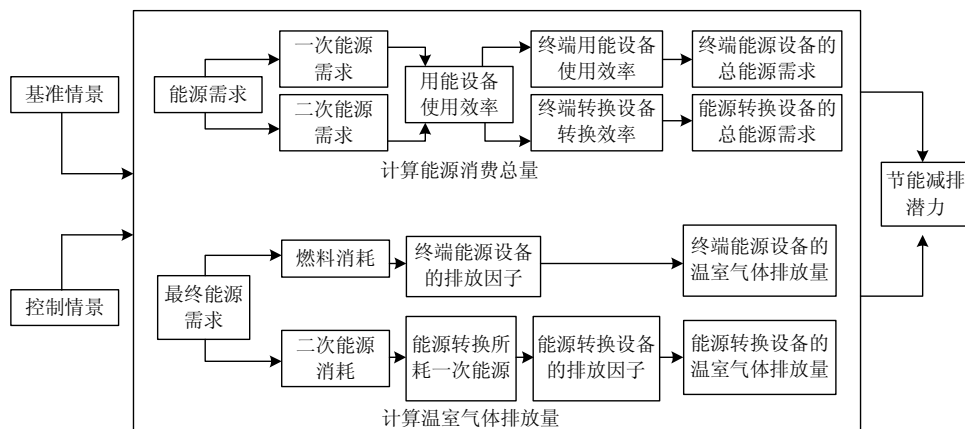 基准情景
控制情景
能源需求
一次能源
需求
二次能源
需求
用能设备
使用效率
终端用能设备
使用效率
终端转换设备
转换效率
终端能源设备的
总能源需求
能源转换设备的
总能源需求
计算能源消费总量
最终能源
需求
燃料消耗
终端能源设备
的排放因子
终端能源设备的
温室气体排放量
二次能源
消耗
能源转换所
耗一次能源
能源转换设备
的排放因子
能源转换设备的
温室气体排放量
计算温室气体排放量
节能减排
潜力